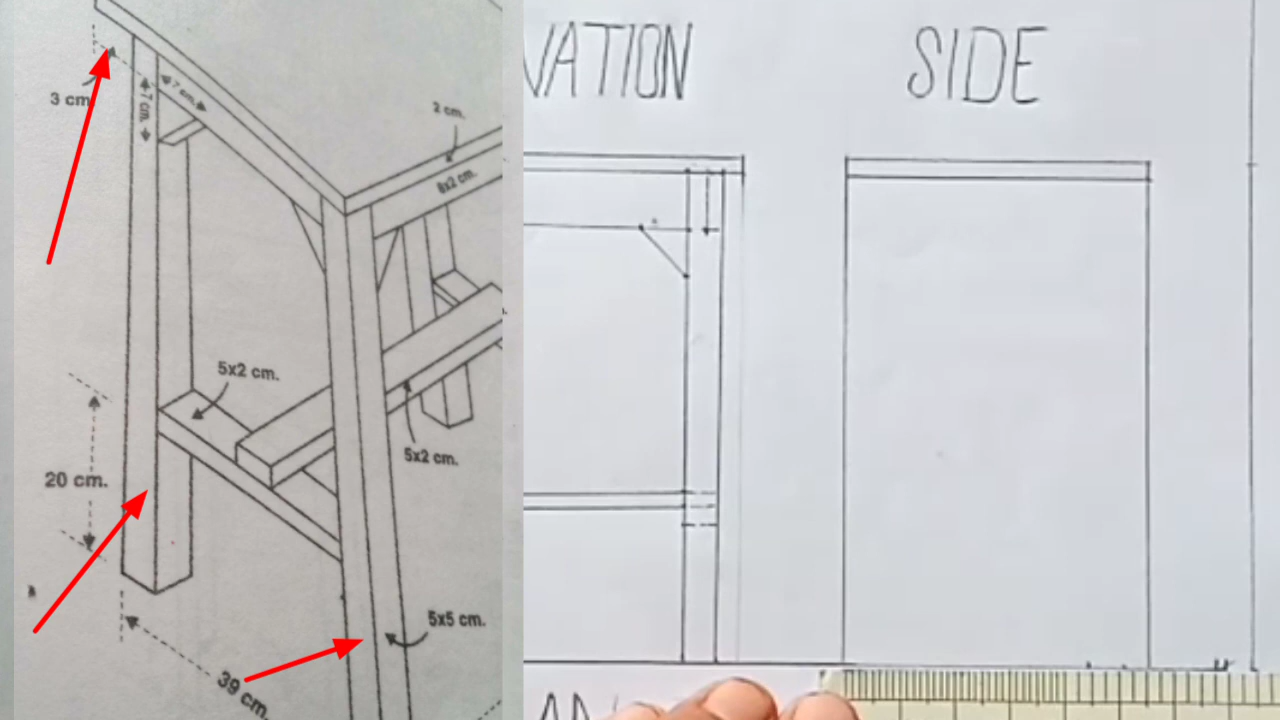 3 cm
7 cm.
7 cm.
2 cm.
8x2 cm.
5x2 cm.
20 cm.
5x2 cm.
5x5 cm.
39 cm.
VATION
SIDE